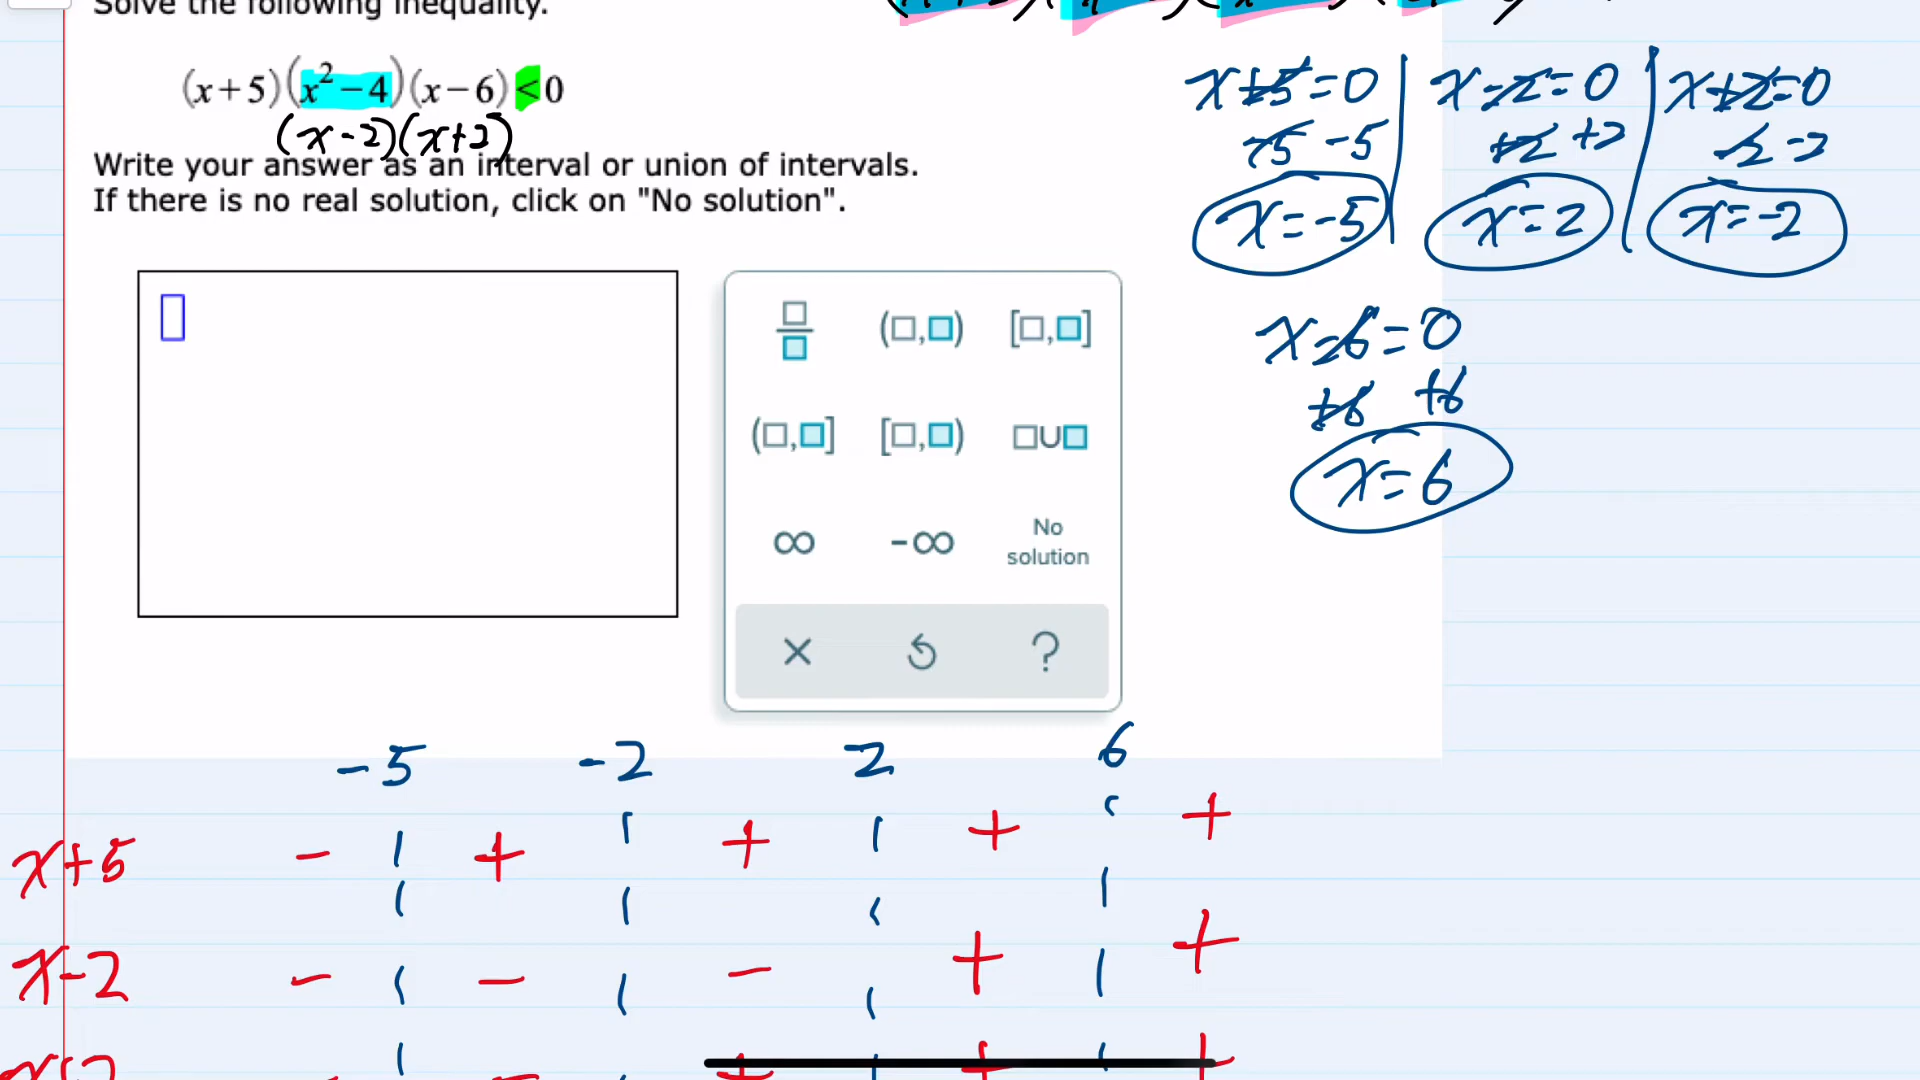 Solve the following inequality.
(x+5)(x²−4)(x−6)<0
(x-2)(x+2)
Write your answer as an interval or union of intervals.
If there is no real solution, click on "No solution".
(□,□) [□,□]
(□,□] [□,□) □∪□
∞ -∞ No solution
× ?
x+5=0 | x-2=0 | x+2=0
-5 -5 +2 +2 -2 -2
x=-5 x=2 x=-2
x-6=0
+6 +6
x=6
-5 -2 2 6
x+5 - + + + +
x-2 - - - + +